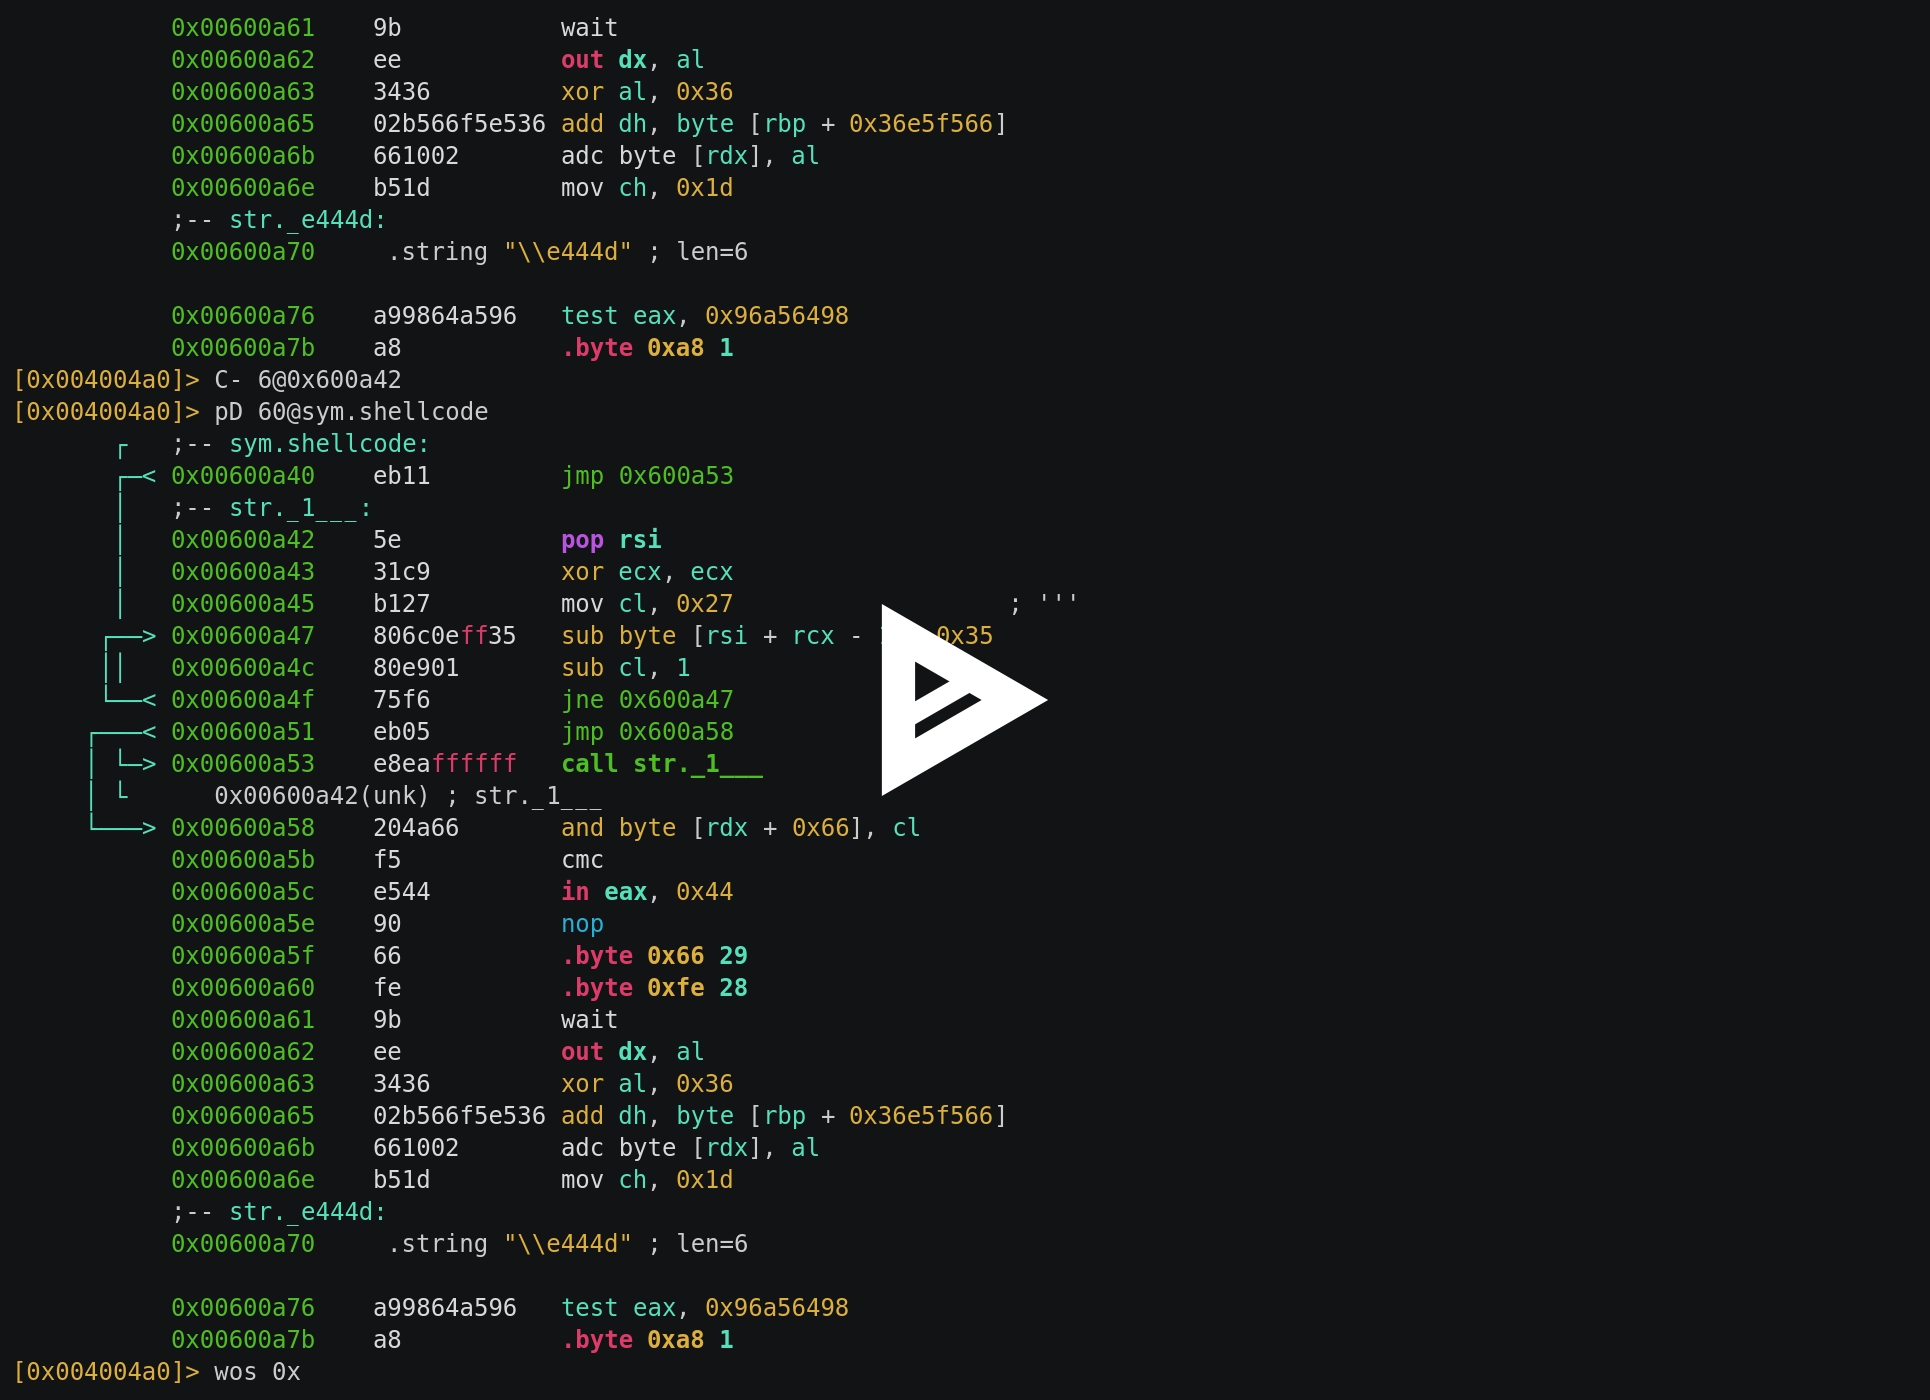 0x00600a61    9b           wait
0x00600a62    ee           out dx, al
0x00600a63    3436         xor al, 0x36
0x00600a65    02b566f5e536 add dh, byte [rbp + 0x36e5f566]
0x00600a6b    661002       adc byte [rdx], al
0x00600a6e    b51d         mov ch, 0x1d
;-- str._e444d:
0x00600a70     .string "\\e444d" ; len=6
0x00600a76    a99864a596   test eax, 0x96a56498
0x00600a7b    a8           .byte 0xa8 1
[0x004004a0]> C- 6@0x600a42
[0x004004a0]> pD 60@sym.shellcode
┌   ;-- sym.shellcode:
┌─< 0x00600a40    eb11         jmp 0x600a53
│   ;-- str._1___:
│   0x00600a42    5e           pop rsi
│   0x00600a43    31c9         xor ecx, ecx
│   0x00600a45    b127         mov cl, 0x27                   ; '''
┌──> 0x00600a47    806c0eff35   sub byte [rsi + rcx - 0x35
││   0x00600a4c    80e901       sub cl, 1
└──< 0x00600a4f    75f6         jne 0x600a47
┌───< 0x00600a51    eb05         jmp 0x600a58
│ └─> 0x00600a53    e8eaffffff   call str._1___
│ └      0x00600a42(unk) ; str._1___
└───> 0x00600a58    204a66       and byte [rdx + 0x66], cl
0x00600a5b    f5           cmc
0x00600a5c    e544         in eax, 0x44
0x00600a5e    90           nop
0x00600a5f    66           .byte 0x66 29
0x00600a60    fe           .byte 0xfe 28
0x00600a61    9b           wait
0x00600a62    ee           out dx, al
0x00600a63    3436         xor al, 0x36
0x00600a65    02b566f5e536 add dh, byte [rbp + 0x36e5f566]
0x00600a6b    661002       adc byte [rdx], al
0x00600a6e    b51d         mov ch, 0x1d
;-- str._e444d:
0x00600a70     .string "\\e444d" ; len=6
0x00600a76    a99864a596   test eax, 0x96a56498
0x00600a7b    a8           .byte 0xa8 1
[0x004004a0]> wos 0x